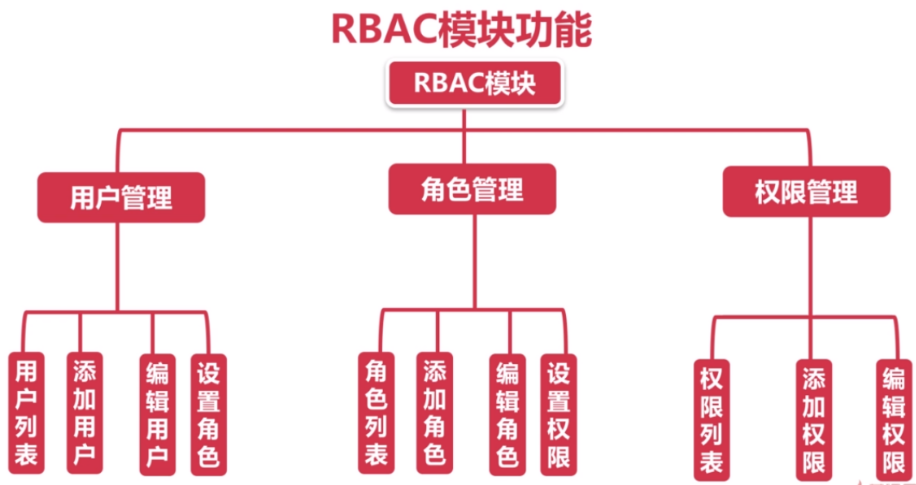 RBAC模块功能
RBAC模块
用户管理
角色管理
权限管理
用户列表
添加用户
编辑用户
设置角色
角色列表
添加角色
编辑角色
设置权限
权限列表
添加权限
编辑权限